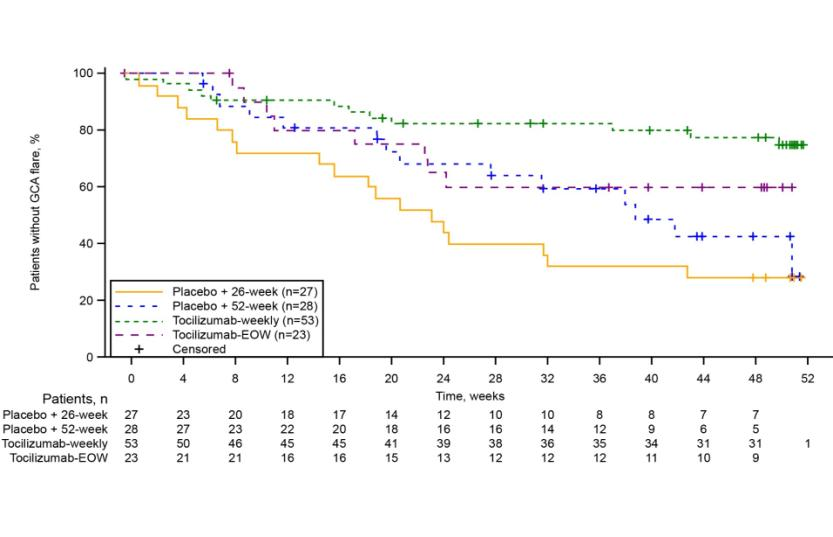 Patients without GCA flare, %
100
80
60
40
20
0
Placebo + 26-week (n=27)
Placebo + 52-week (n=28)
Tocilizumab-weekly (n=53)
Tocilizumab-EOW (n=23)
Censored
0 4 8 12 16 20 24 28 32 36 40 44 48 52
Time, weeks
Patients, n
Placebo + 26-week 27 23 20 18 17 14 12 10 10 8 8 7 7
Placebo + 52-week 28 27 23 22 20 18 16 16 14 12 9 6 5
Tocilizumab-weekly 53 50 46 45 45 41 39 38 36 35 34 31 31 1
Tocilizumab-EOW 23 21 21 16 16 15 13 12 12 12 11 10 9